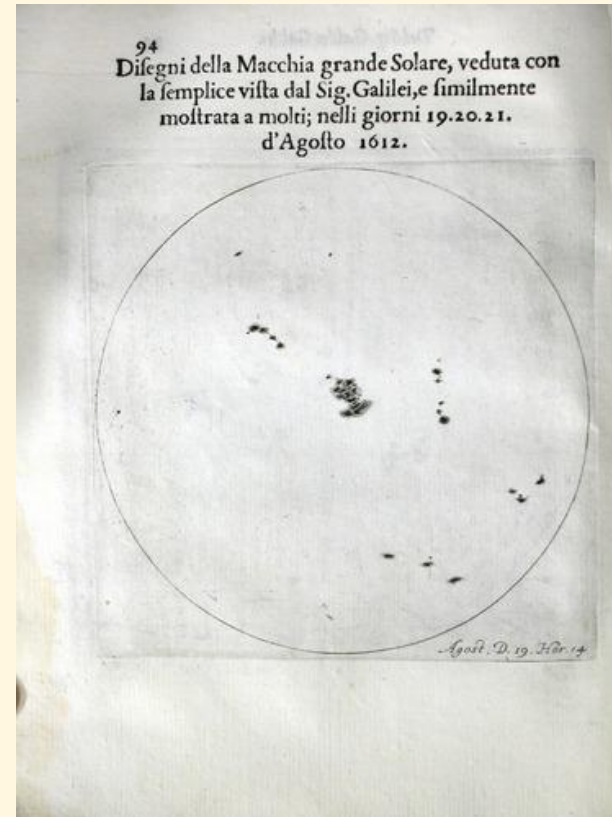 94
Diſegni della Macchia grande Solare, veduta con
la ſemplice viſta dal Sig. Galilei, e ſimilmente
moſtrata a molti; nelli giorni 19.20.21.
d'Agoſto 1612.
Agost. D. 19. Hor. 14